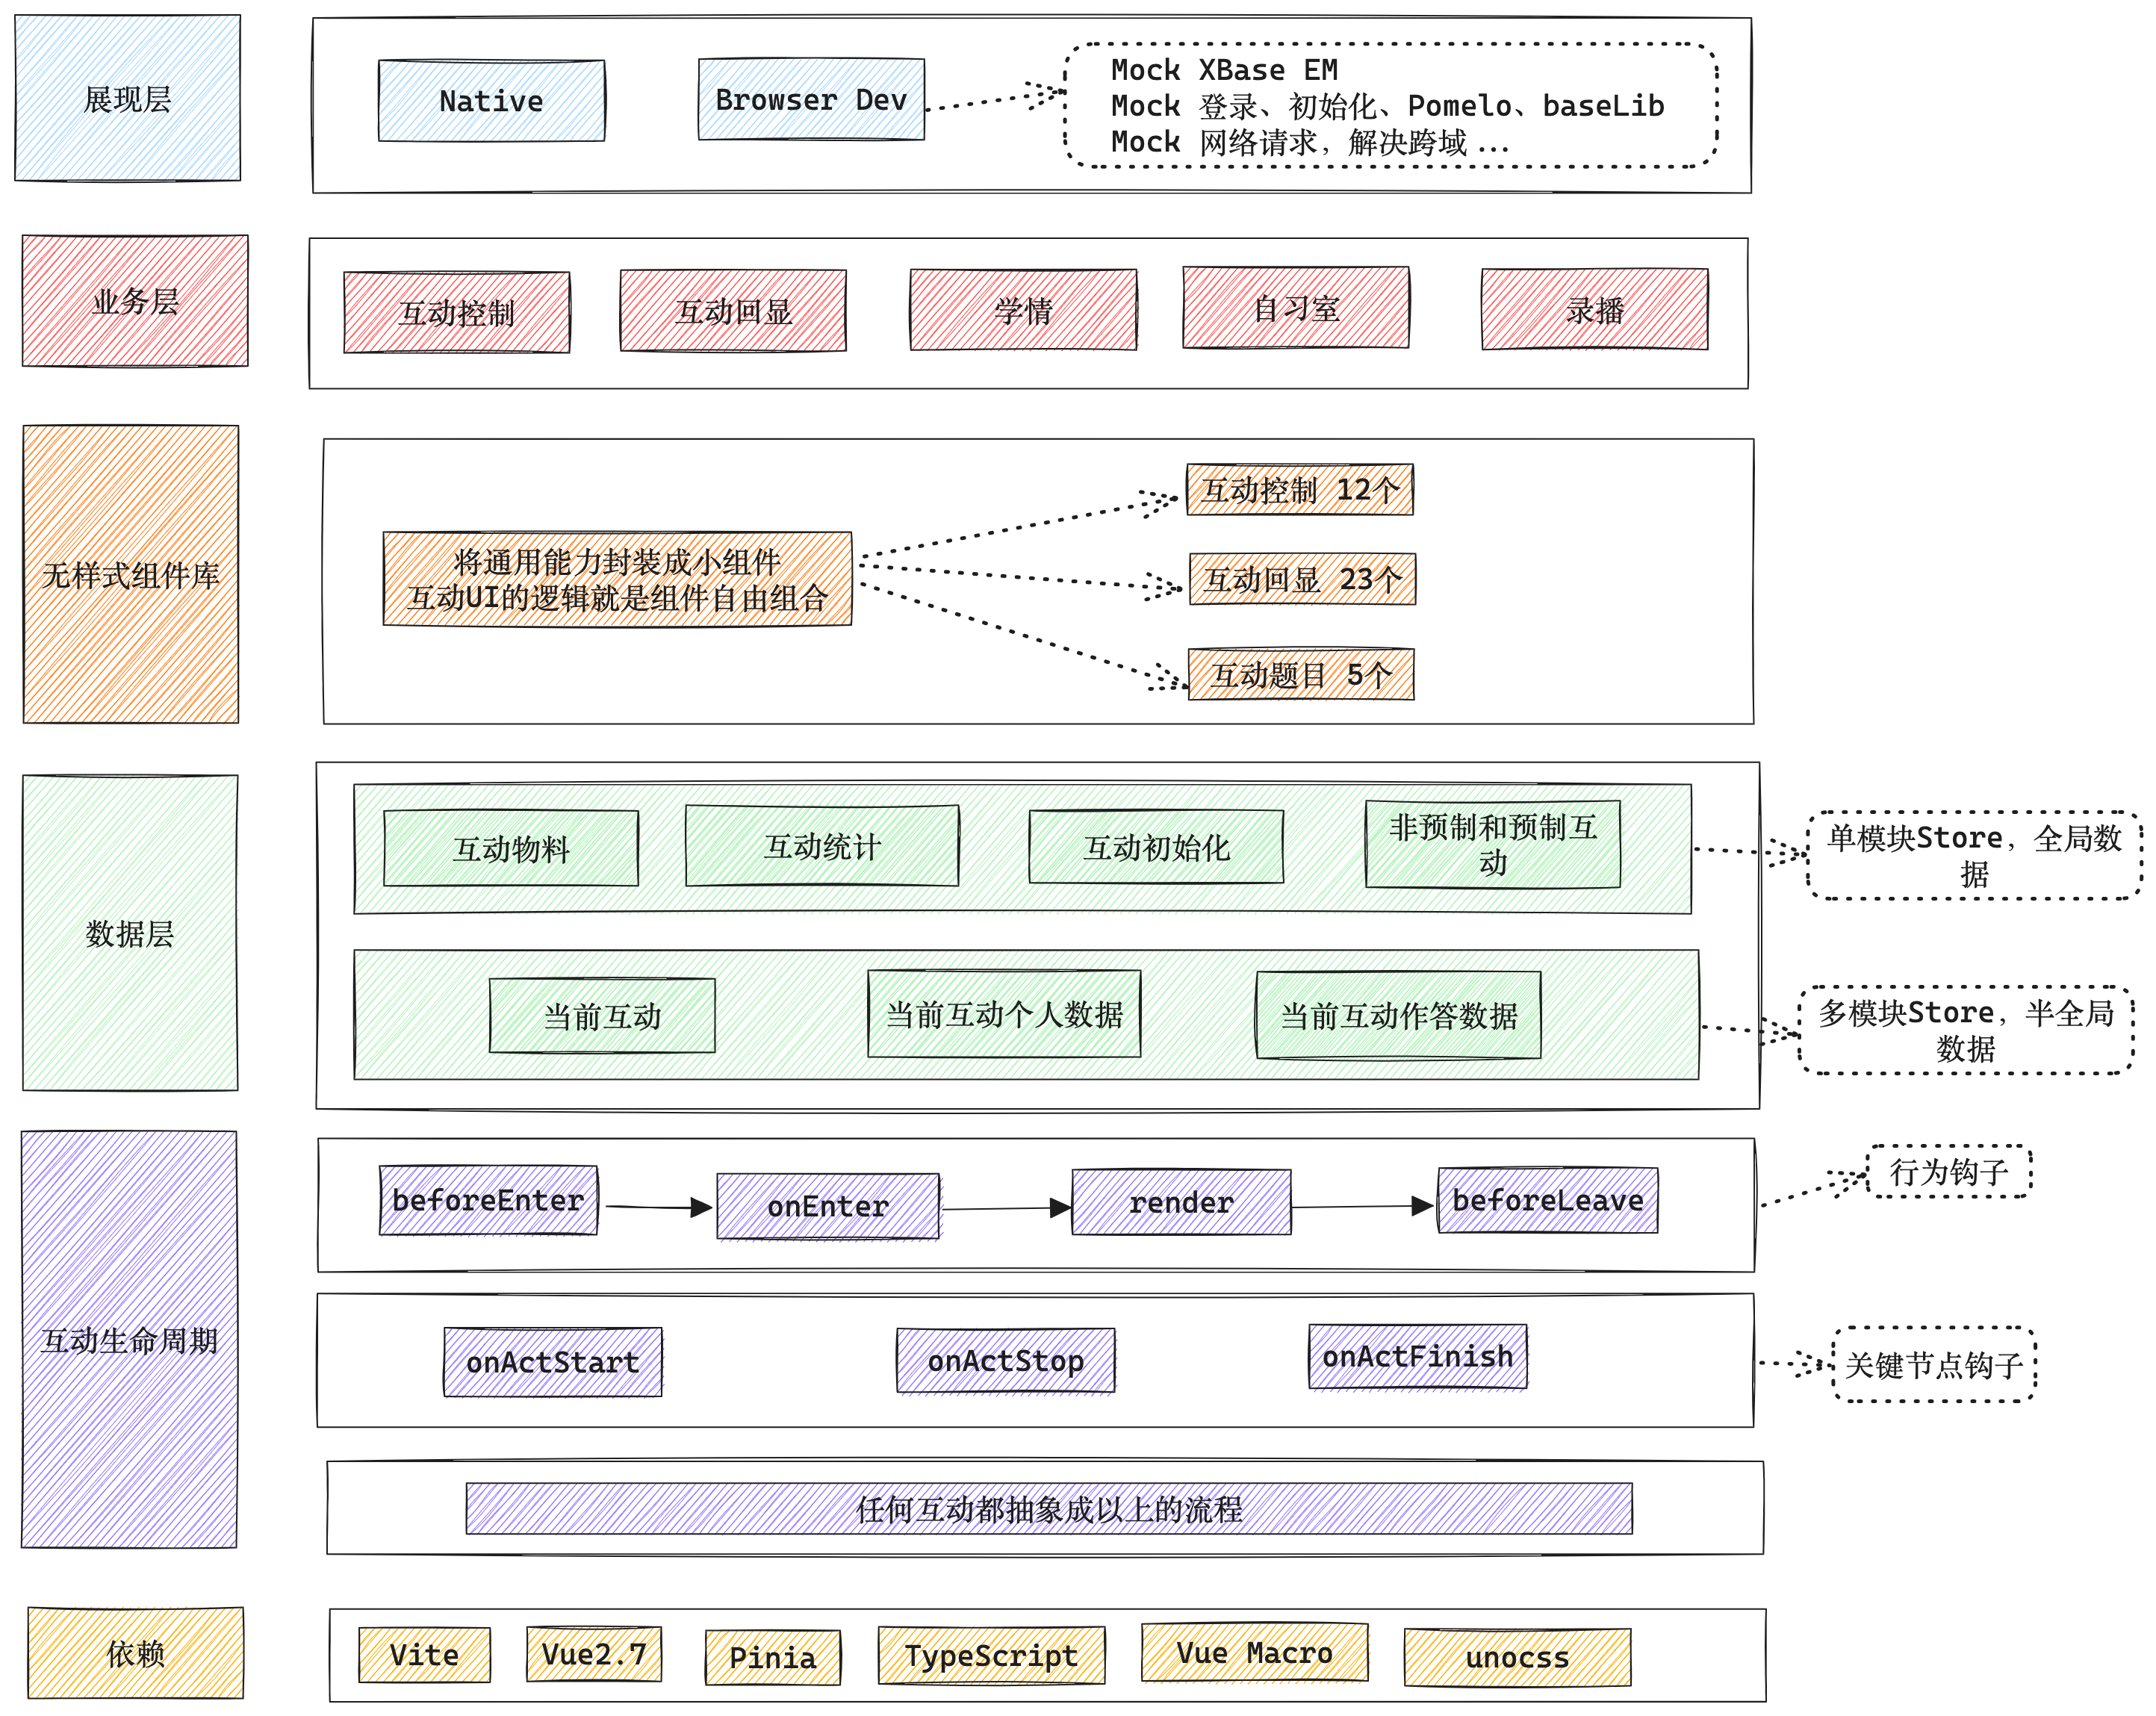 展现层
Native
Browser Dev
Mock XBase EM
Mock 登录、初始化、Pomelo、baseLib
Mock 网络请求，解决跨域...
业务层
互动控制
互动回显
学情
自习室
录播
无样式组件库
将通用能力封装成小组件
互动UI的逻辑就是组件自由组合
互动控制 12个
互动回显 23个
互动题目 5个
数据层
互动物料
互动统计
互动初始化
非预制和预制互
动
单模块Store，全局数
据
当前互动
当前互动个人数据
当前互动作答数据
多模块Store，半全局
数据
互动生命周期
beforeEnter
onEnter
render
beforeLeave
行为钩子
onActStart
onActStop
onActFinish
关键节点钩子
任何互动都抽象成以上的流程
依赖
Vite
Vue2.7
Pinia
TypeScript
Vue Macro
unocss